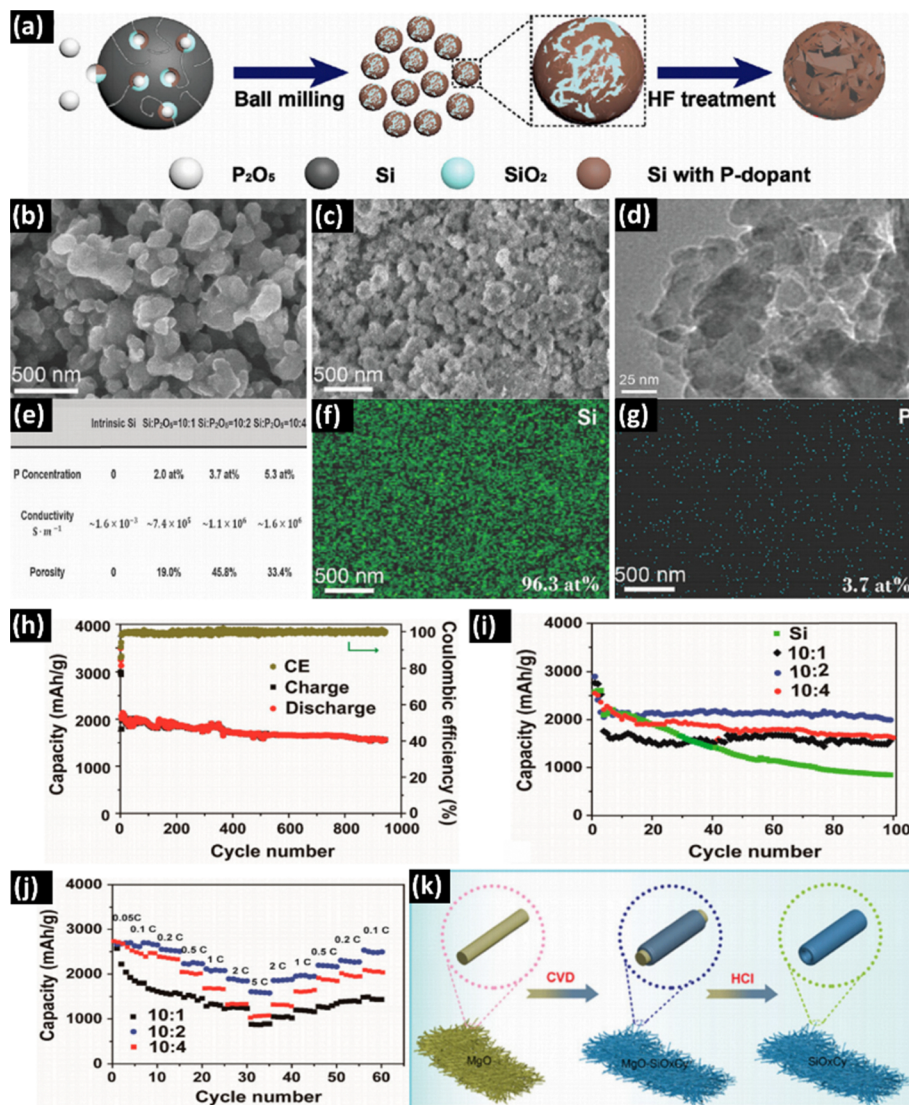 (a)
Ball milling
HF treatment
P₂O₅
Si
SiO₂
Si with P-dopant
(b)
500 nm
(c)
500 nm
(d)
25 nm
(e)
Intrinsic Si Si:P₂O₅=10:1 Si:P₂O₅=10:2 Si:P₂O₅=10:4
P Concentration 0 2.0 at% 3.7 at% 5.3 at%
Conductivity
S·m⁻¹ ~1.6×10⁻³ ~7.4×10⁵ ~1.1×10⁶ ~1.6×10⁶
Porosity 0 19.0% 45.8% 33.4%
(f)
Si
500 nm
96.3 at%
(g)
P
500 nm
3.7 at%
(h)
Capacity (mAh/g)
4000
3000
2000
1000
0
CE
Charge
Discharge
100
80
60
40
20
0
Coulombic efficiency (%)
0 200 400 600 800 1000
Cycle number
(i)
Capacity (mAh/g)
4000
3000
2000
1000
0
Si
10:1
10:2
10:4
0 20 40 60 80 100
Cycle number
(j)
Capacity (mAh/g)
4000
3000
2000
1000
0
0.05C
0.1 C
0.2 C
0.5 C
1 C
2 C
5 C
2 C
1 C
0.5 C
0.2 C
0.1 C
10:1
10:2
10:4
0 10 20 30 40 50 60
Cycle number
(k)
CVD
HCl
MgO
MgO-SiOxCy
SiOxCy